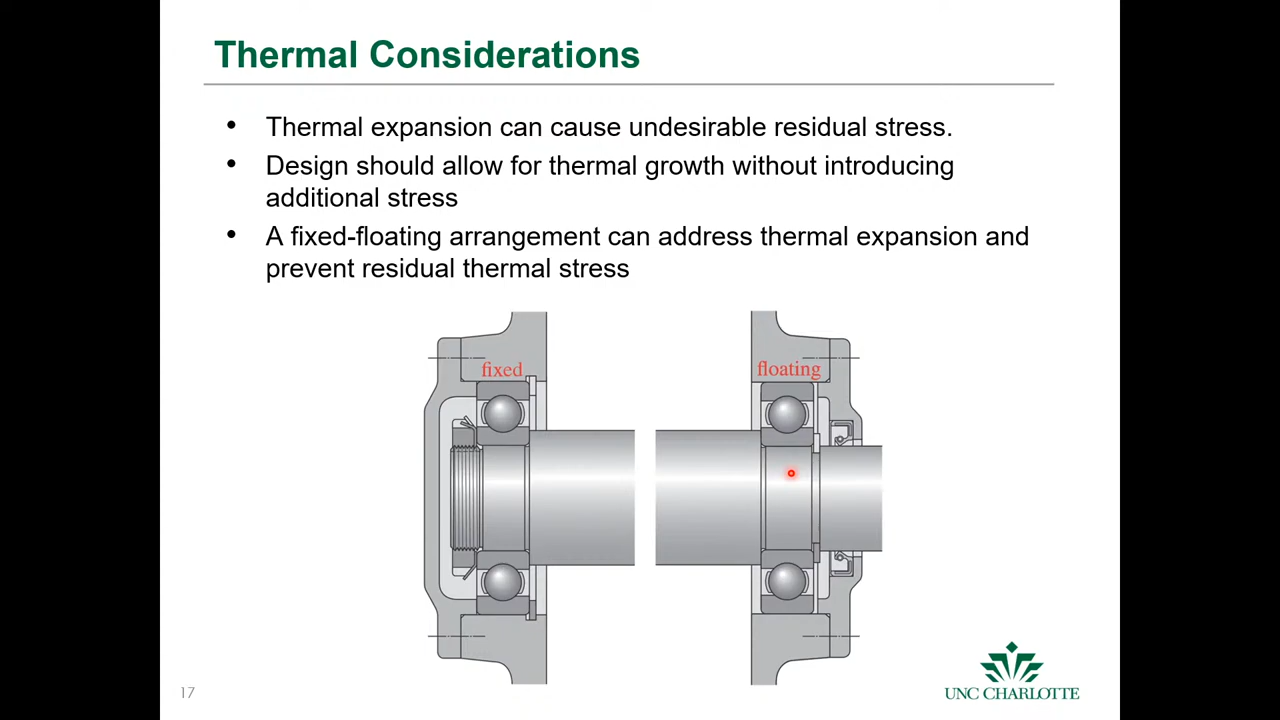 Thermal Considerations
• Thermal expansion can cause undesirable residual stress.
• Design should allow for thermal growth without introducing
additional stress
• A fixed-floating arrangement can address thermal expansion and
prevent residual thermal stress
fixed
floating
17
UNC CHARLOTTE